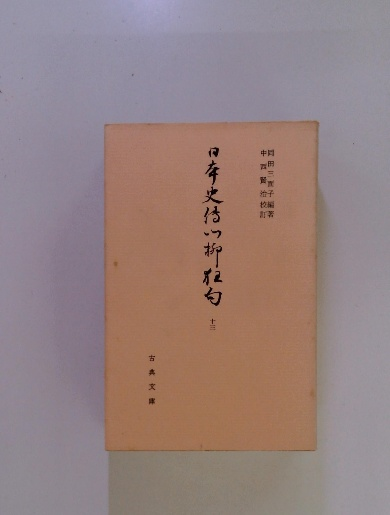 岡田三面子編著
中西賢治校訂
日本史伝川柳狂句
十三
古典文庫